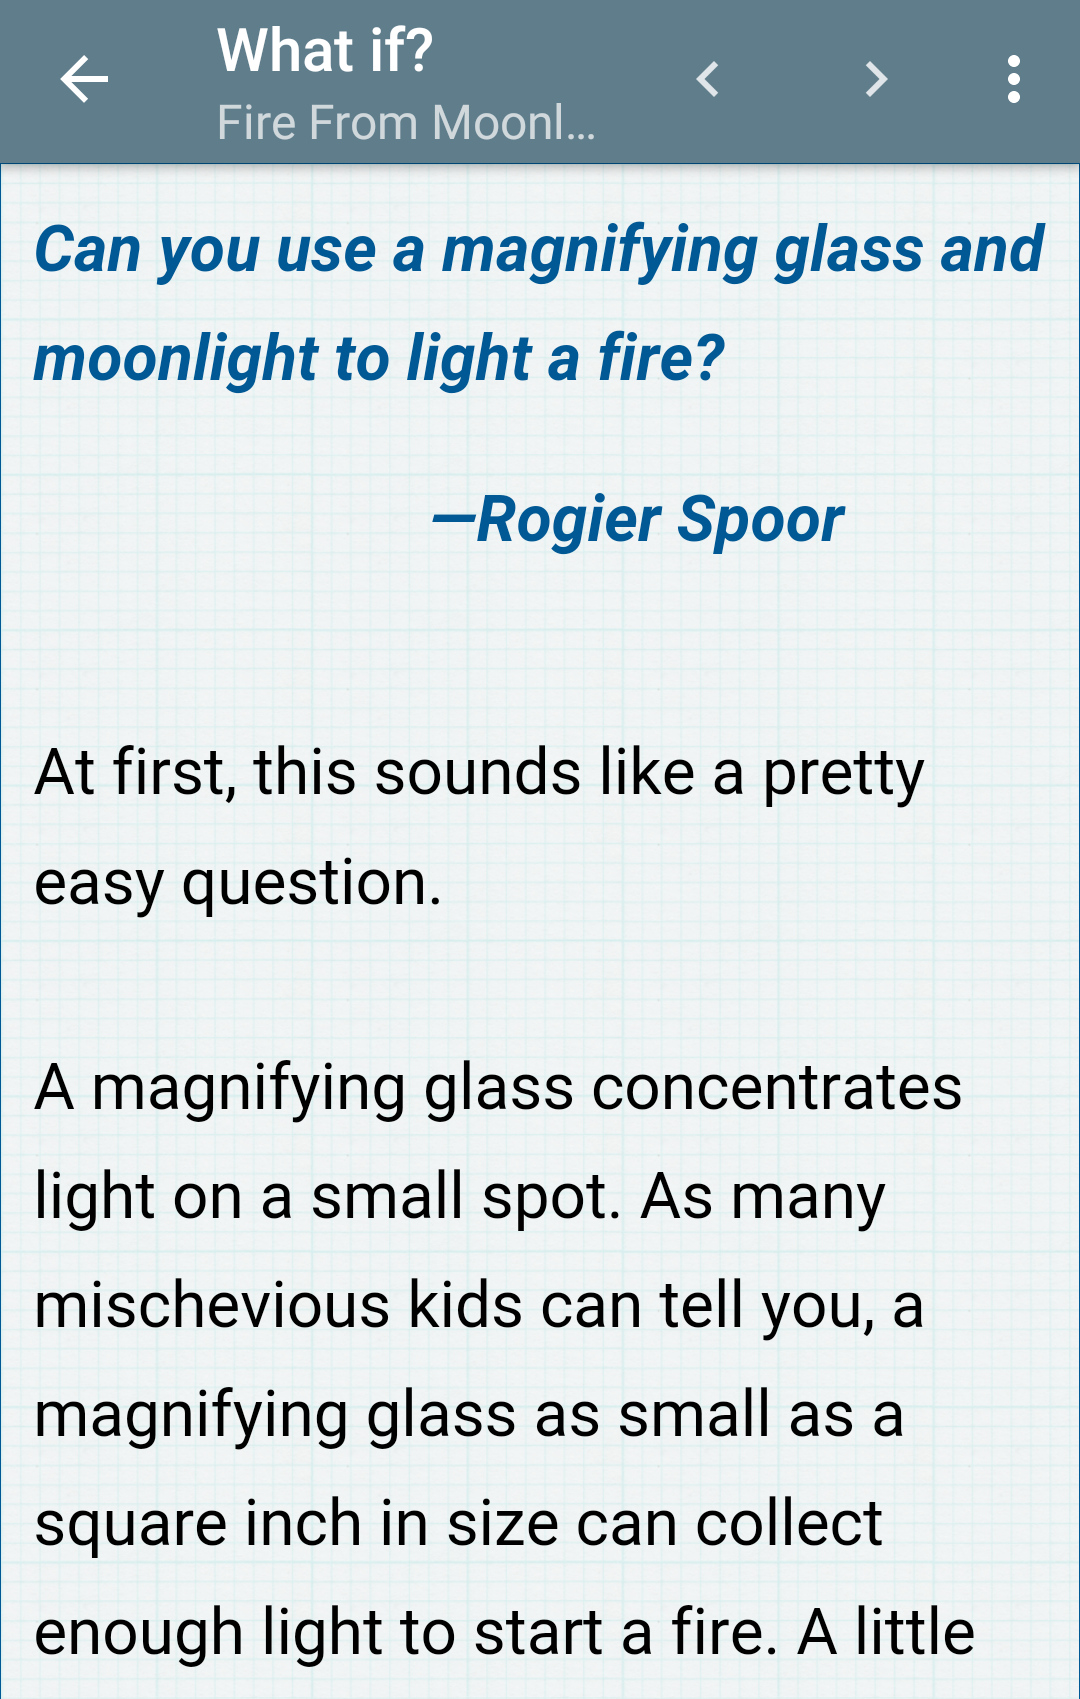 What if?
Fire From Moonl...
Can you use a magnifying glass and
moonlight to light a fire?
—Rogier Spoor
At first, this sounds like a pretty
easy question.
A magnifying glass concentrates
light on a small spot. As many
mischevious kids can tell you, a
magnifying glass as small as a
square inch in size can collect
enough light to start a fire. A little